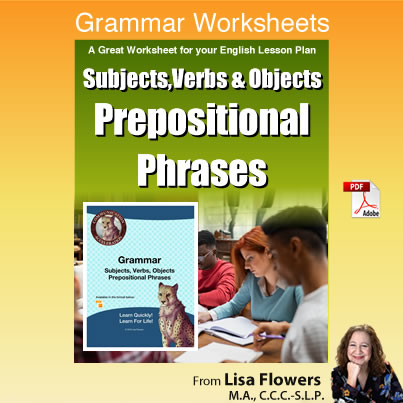 Grammar Worksheets
A Great Worksheet for your English Lesson Plan
Subjects,Verbs & Objects
Prepositional
Phrases
Grammar
Subjects, Verbs, Objects
Prepositional Phrases
Learn Quickly!
Learn For Life!
PDF
Adobe
From Lisa Flowers
M.A., C.C.C.-S.L.P.